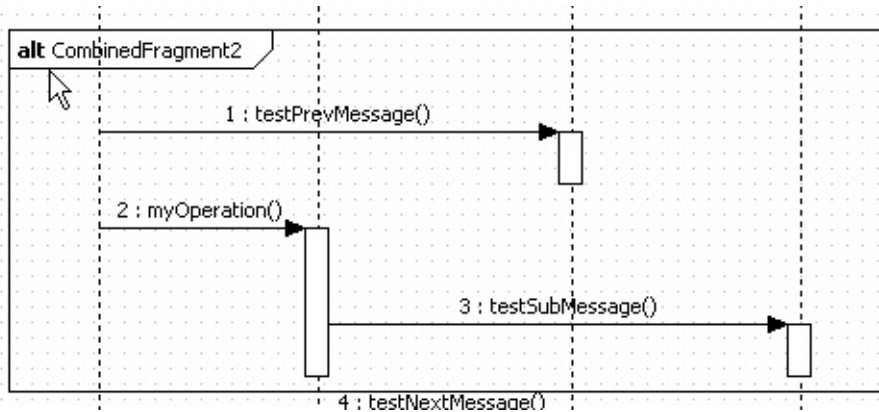 alt CombinedFragment2
1 : testPrevMessage()
2 : myOperation()
3 : testSubMessage()
4 : testNextMessage()